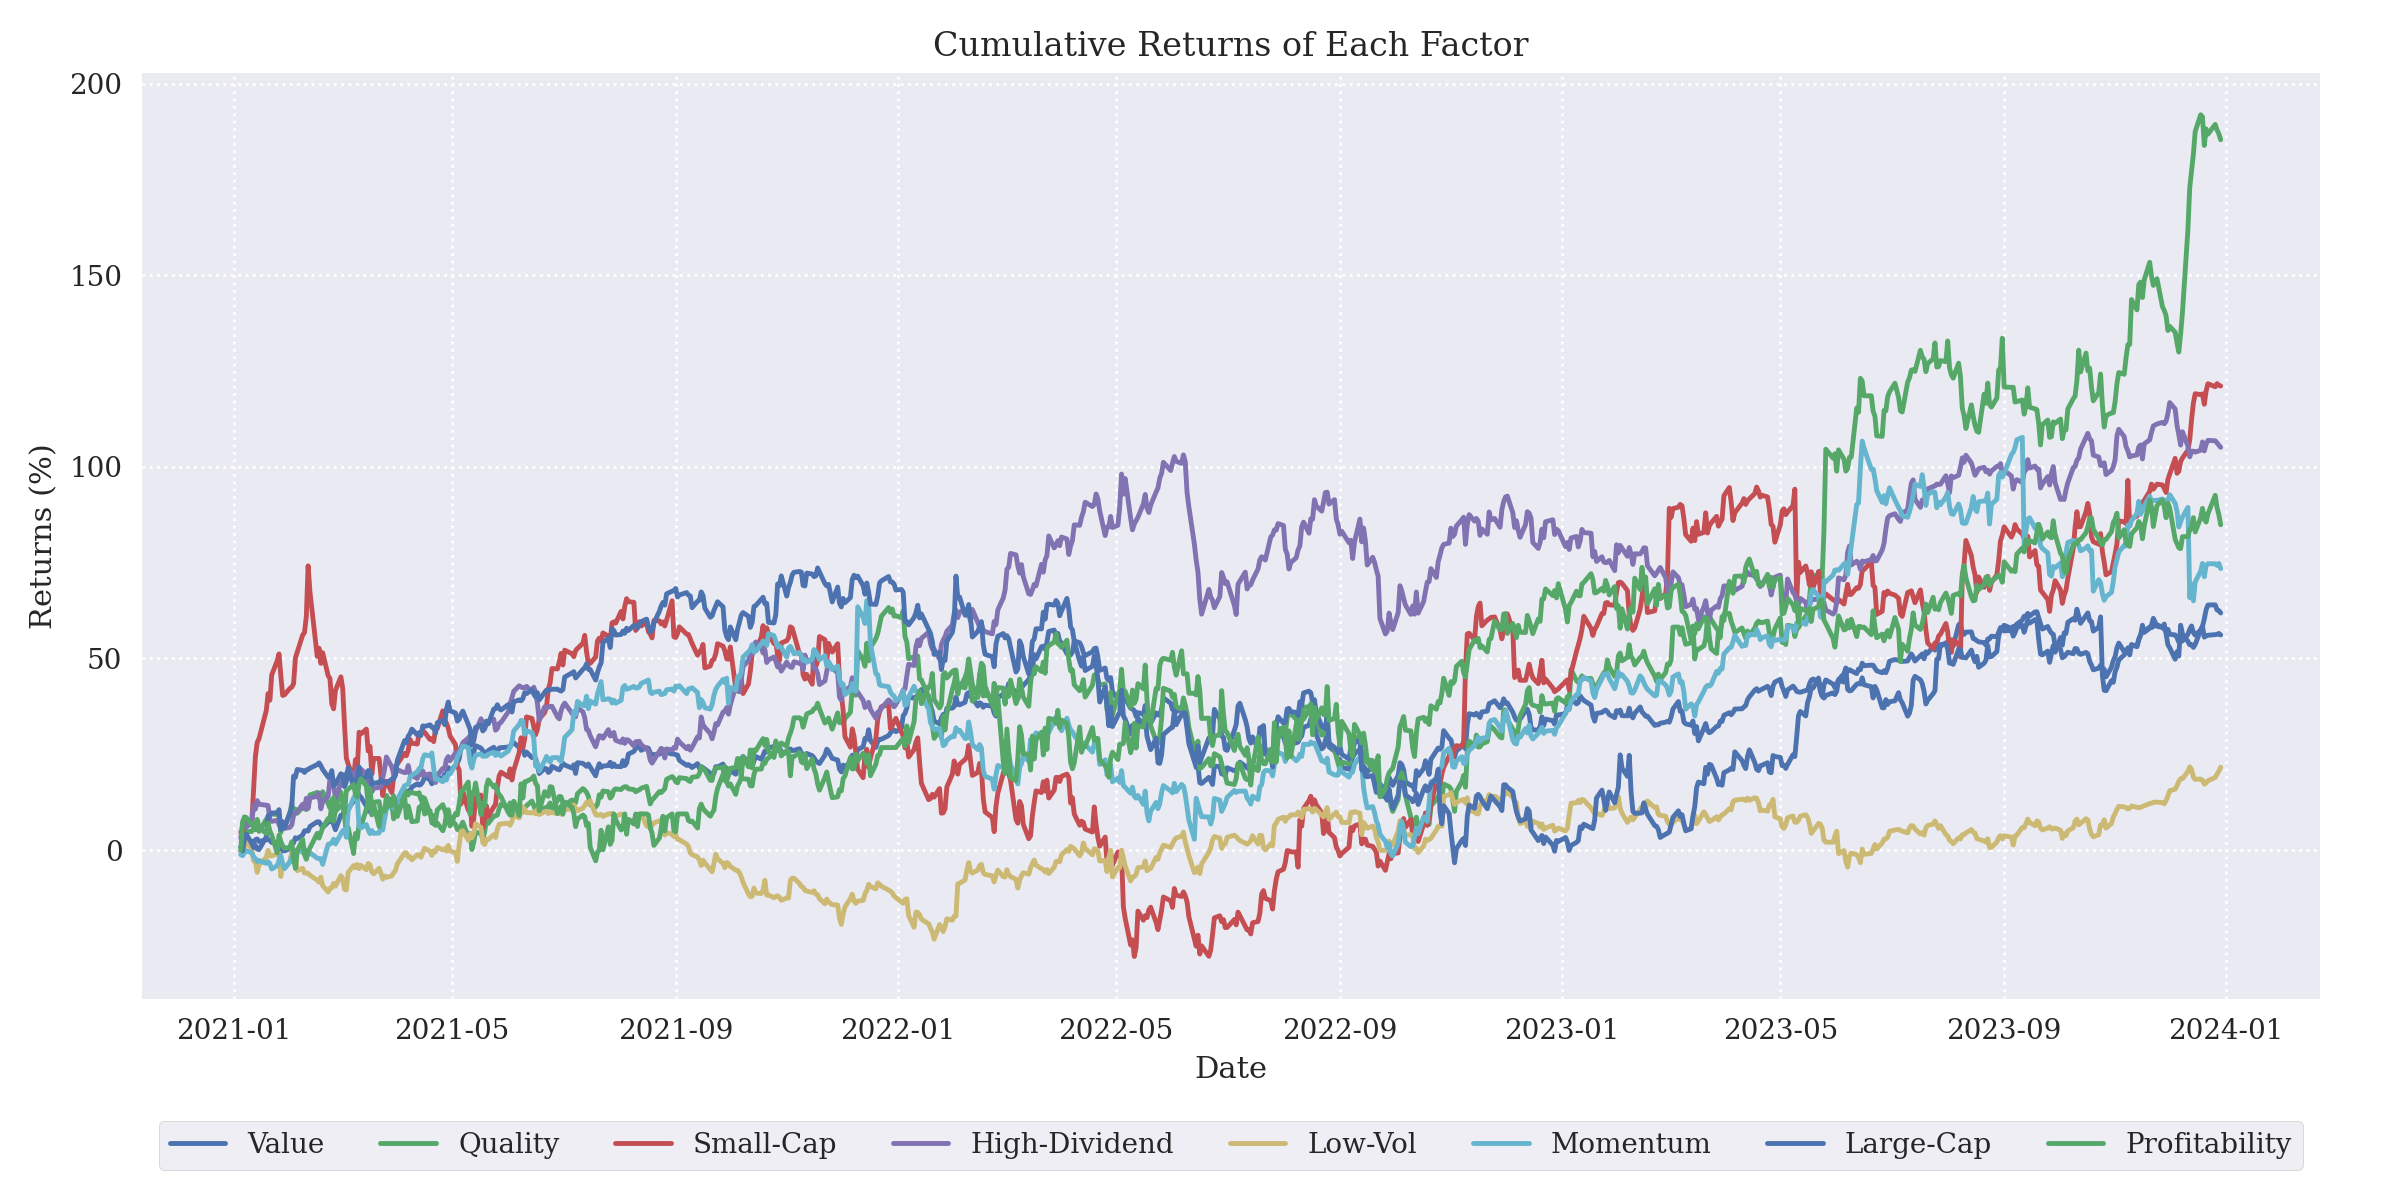 Cumulative Returns of Each Factor
200
150
100
50
0
Returns (%)
2021-01 2021-05 2021-09 2022-01 2022-05 2022-09 2023-01 2023-05 2023-09 2024-01
Date
Value Quality Small-Cap High-Dividend Low-Vol Momentum Large-Cap Profitability